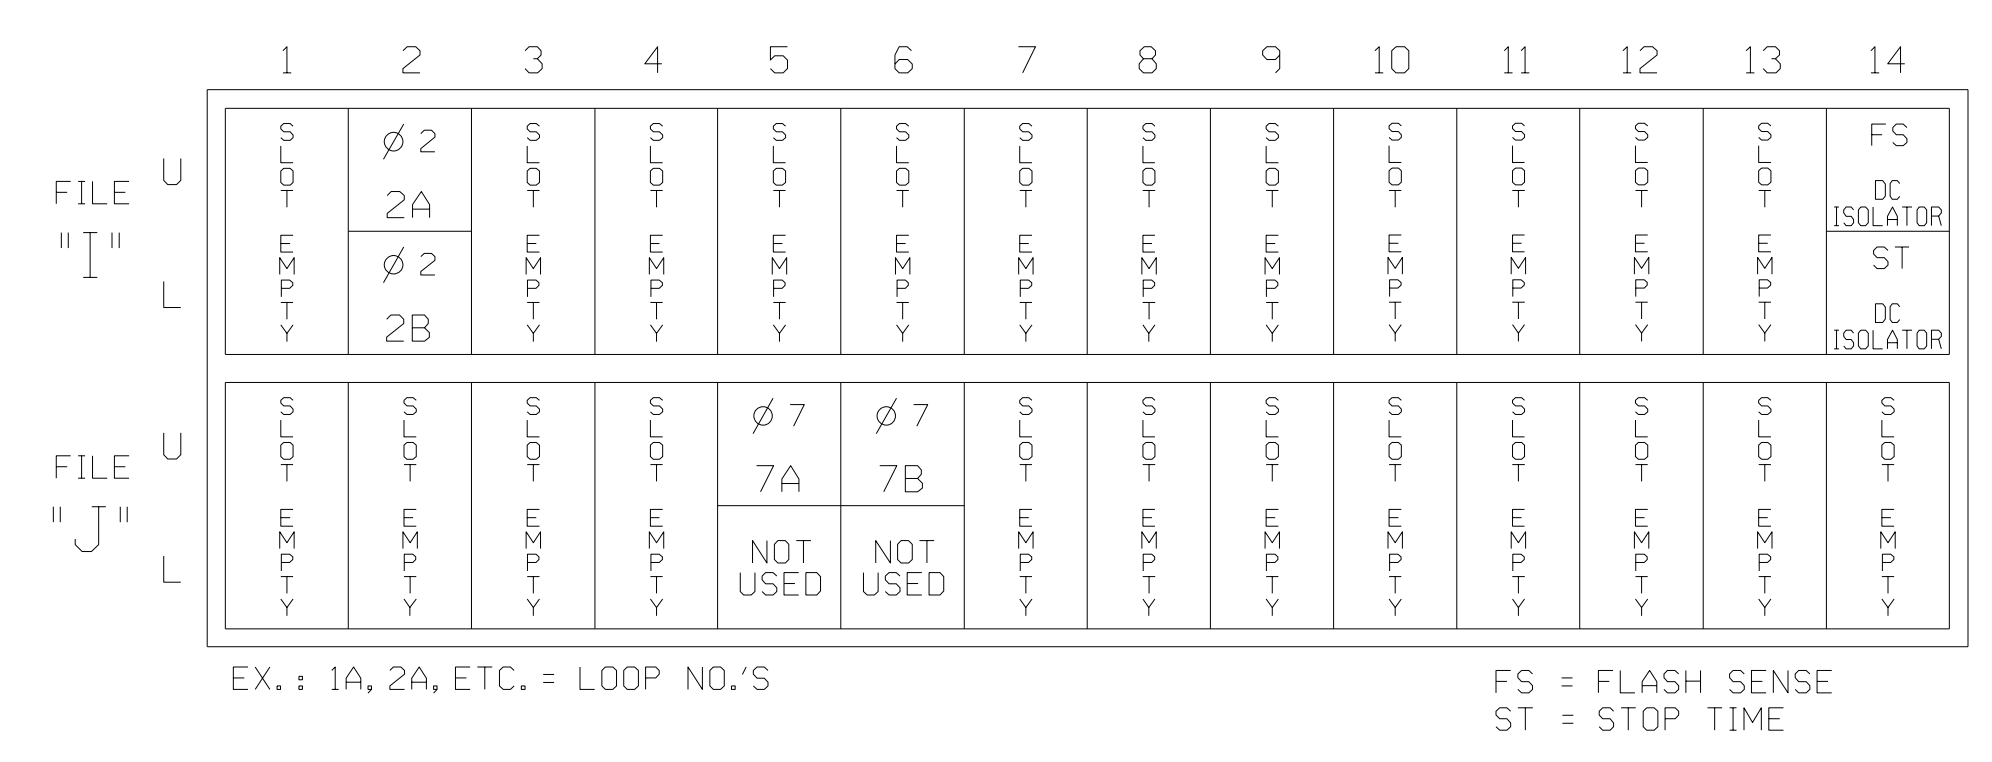 1 2 3 4 5 6 7 8 9 10 11 12 13 14
FILE "I"
U
L
SLOT EMPTY
Ø 2
2A
Ø 2
2B
SLOT EMPTY
SLOT EMPTY
SLOT EMPTY
SLOT EMPTY
SLOT EMPTY
SLOT EMPTY
SLOT EMPTY
SLOT EMPTY
SLOT EMPTY
SLOT EMPTY
SLOT EMPTY
FS
DC
ISOLATOR
ST
DC
ISOLATOR
FILE "J"
U
L
SLOT EMPTY
SLOT EMPTY
SLOT EMPTY
SLOT EMPTY
Ø 7
7A
NOT
USED
Ø 7
7B
NOT
USED
SLOT EMPTY
SLOT EMPTY
SLOT EMPTY
SLOT EMPTY
SLOT EMPTY
SLOT EMPTY
SLOT EMPTY
SLOT EMPTY
EX.: 1A, 2A, ETC. = LOOP NO.'S
FS = FLASH SENSE
ST = STOP TIME